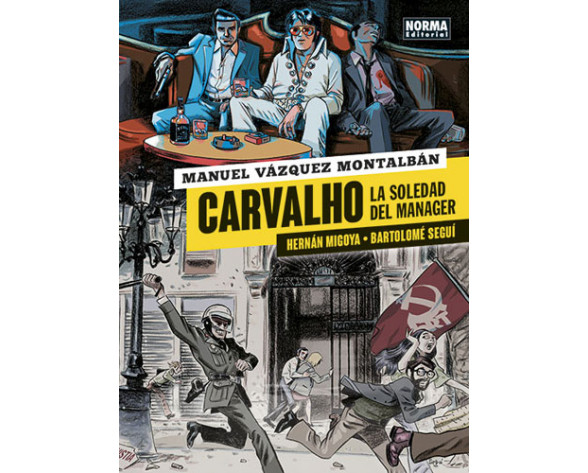 NORMA
Editorial
MANUEL VÁZQUEZ MONTALBÁN
CARVALHO
LA SOLEDAD
DEL MANAGER
HERNÁN MIGOYA • BARTOLOMÉ SEGUÍ